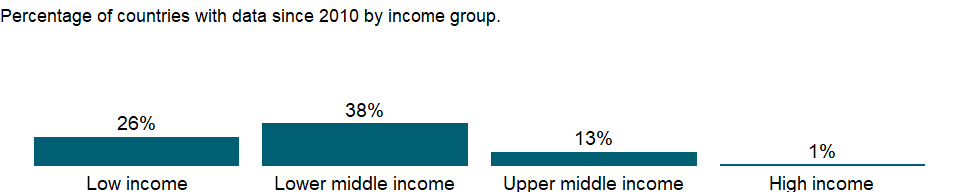 Percentage of countries with data since 2010 by income group.
38%
26%
13%
1%
Low income Lower middle income Upper middle income High income